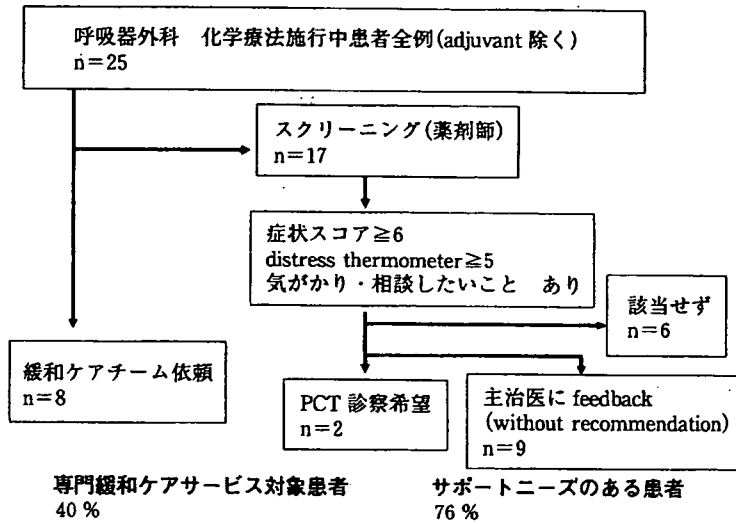 呼吸器外科 化学療法施行中患者全例(adjuvant 除く)
n=25
スクリーニング(薬剤師)
n=17
症状スコア≧6
distress thermometer≧5
気がかり・相談したいこと あり
該当せず
n=6
緩和ケアチーム依頼
n=8
PCT 診察希望
n=2
主治医に feedback
(without recommendation)
n=9
専門緩和ケアサービス対象患者
40 %
サポートニーズのある患者
76 %